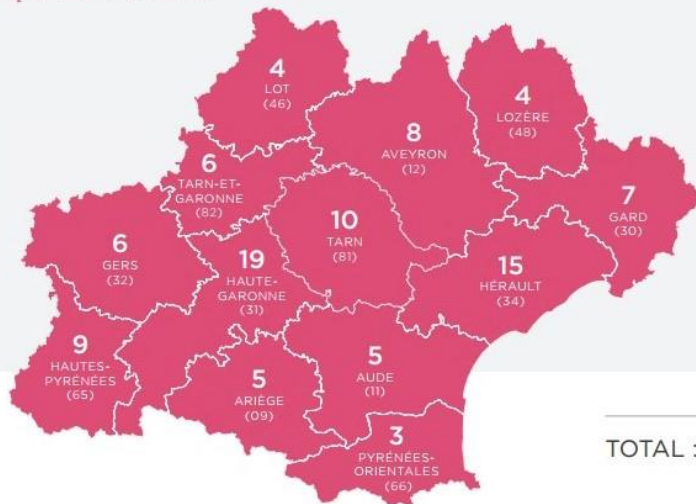 4
LOT
(46)
4
LOZÈRE
(48)
8
AVEYRON
(12)
6
TARN-ET-
GARONNE
(82)
7
GARD
(30)
10
TARN
(81)
6
GERS
(32)
19
HAUTE-
GARONNE
(31)
15
HÉRAULT
(34)
9
HAUTES-
PYRÉNÉES
(65)
5
ARIÈGE
(09)
5
AUDE
(11)
3
PYRÉNÉES-
ORIENTALES
(66)
TOTAL :